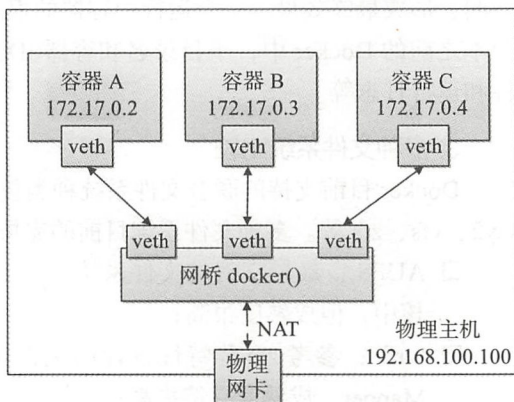 容器 A
172.17.0.2
veth
容器 B
172.17.0.3
veth
容器 C
172.17.0.4
veth
veth
veth
veth
网桥 docker()
NAT
物理主机
192.168.100.100
物理
网卡